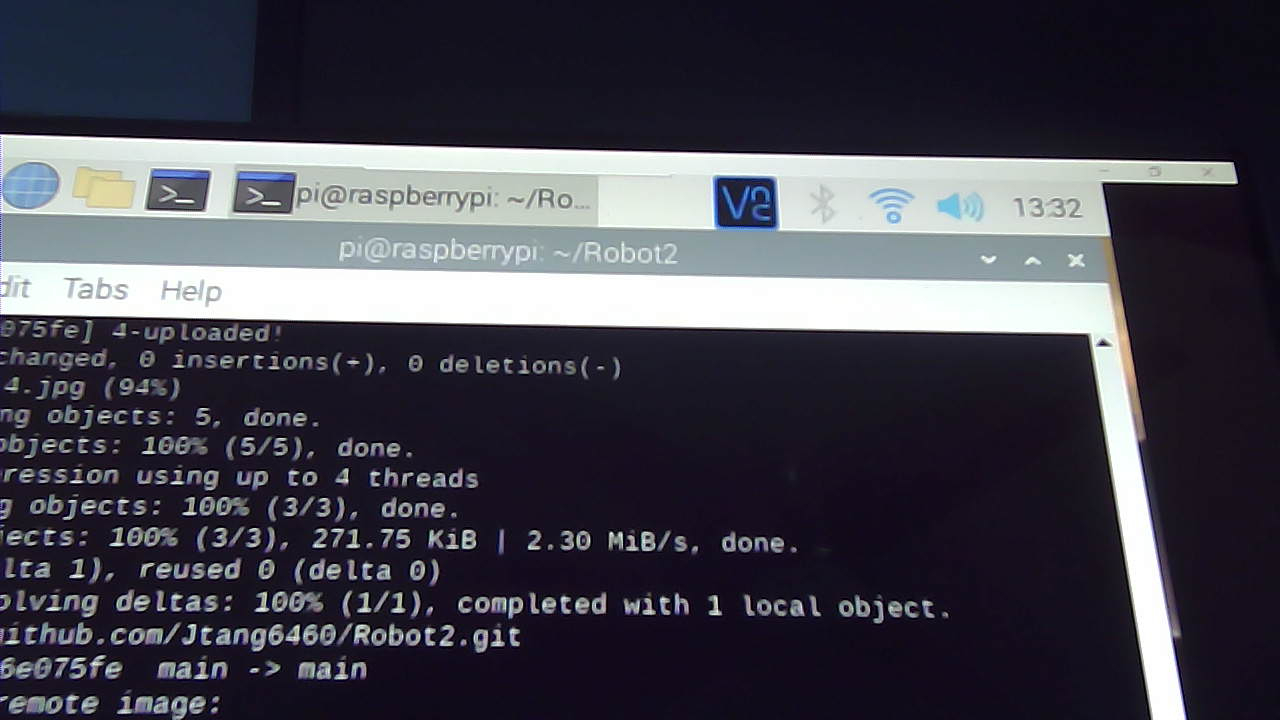 pi@raspberrypi: ~/Ro...
13:32
pi@raspberrypi: ~/Robot2
dit Tabs Help
e075fe] 4-uploaded!
changed, 0 insertions(+), 0 deletions(-)
4.jpg (94%)
ng objects: 5, done.
objects: 100% (5/5), done.
ression using up to 4 threads
g objects: 100% (3/3), done.
jects: 100% (3/3), 271.75 KiB | 2.30 MiB/s, done.
lta 1), reused 0 (delta 0)
olving deltas: 100% (1/1), completed with 1 local object.
github.com/Jtang6460/Robot2.git
6e075fe main -> main
remote image: